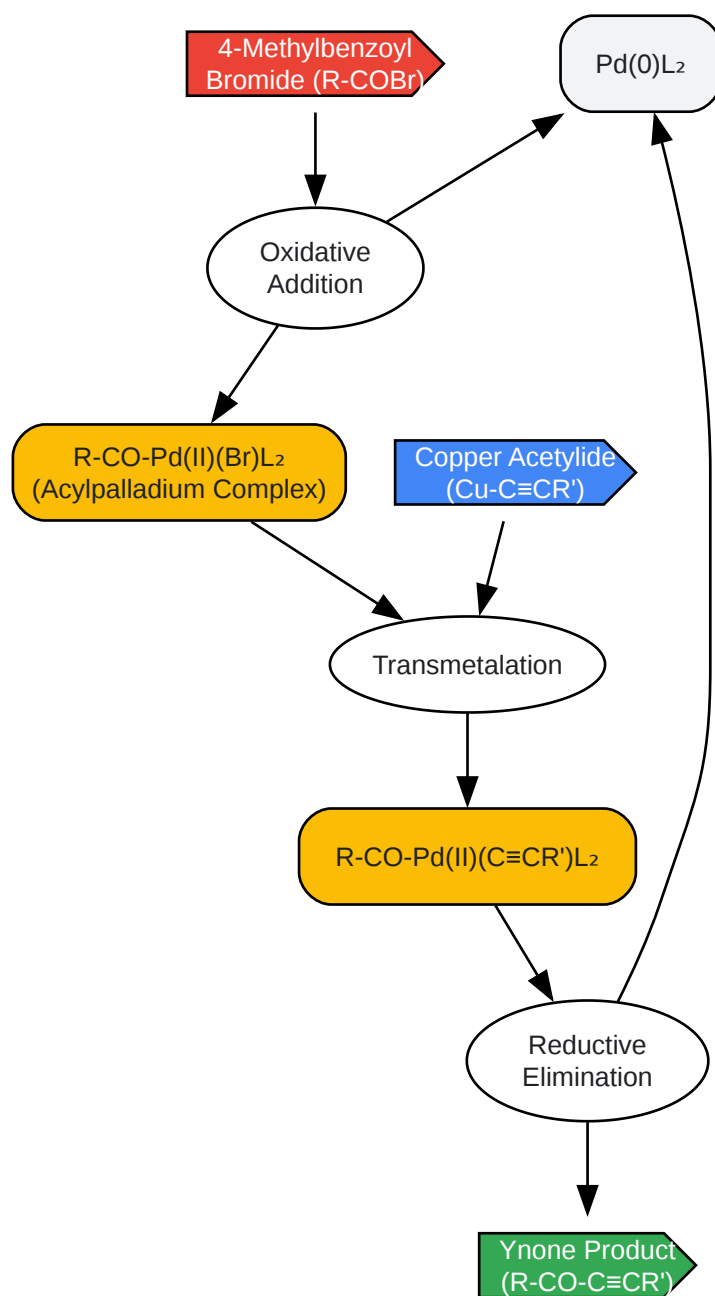 4-Methylbenzoyl
Bromide (R-COBr)
Pd(0)L₂
Oxidative
Addition
R-CO-Pd(II)(Br)L₂
(Acylpalladium Complex)
Copper Acetylide
(Cu-C≡CR')
Transmetalation
R-CO-Pd(II)(C≡CR')L₂
Reductive
Elimination
Ynone Product
(R-CO-C≡CR')